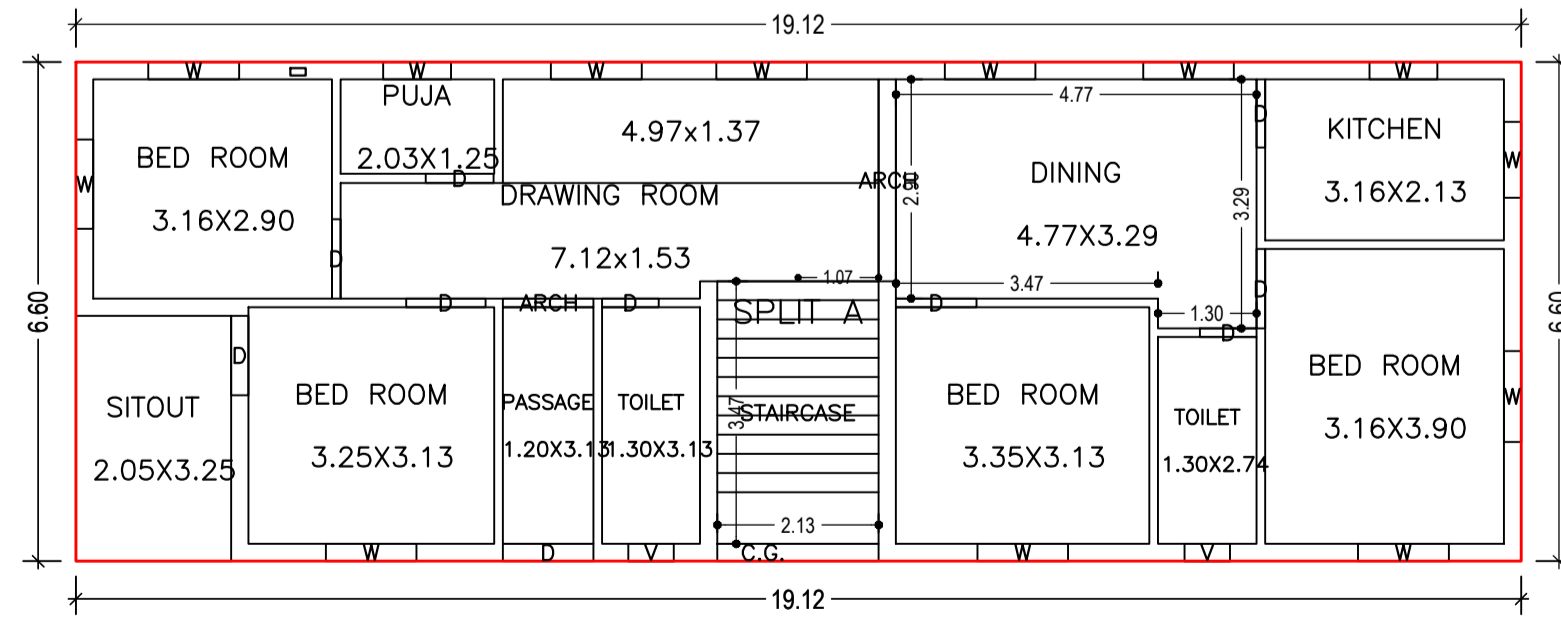 19.12
W
W
W
W
W
W
W
PUJA
2.03X1.25
D
4.97x1.37
4.77
D
BED ROOM
3.16X2.90
W
KITCHEN
3.16X2.13
W
DINING
4.77X3.29
2.90
3.29
ARCH
DRAWING ROOM
7.12x1.53
D
D
1.07
3.47
1.30
6.60
6.60
D
ARCH
D
SPLIT A
D
D
D
SITOUT
2.05X3.25
BED ROOM
3.25X3.13
PASSAGE
1.20X3.13
TOILET
1.30X3.13
3.47
STAIRCASE
BED ROOM
3.35X3.13
TOILET
1.30X2.74
BED ROOM
3.16X3.90
W
2.13
W
D
V
C.G.
W
V
W
19.12